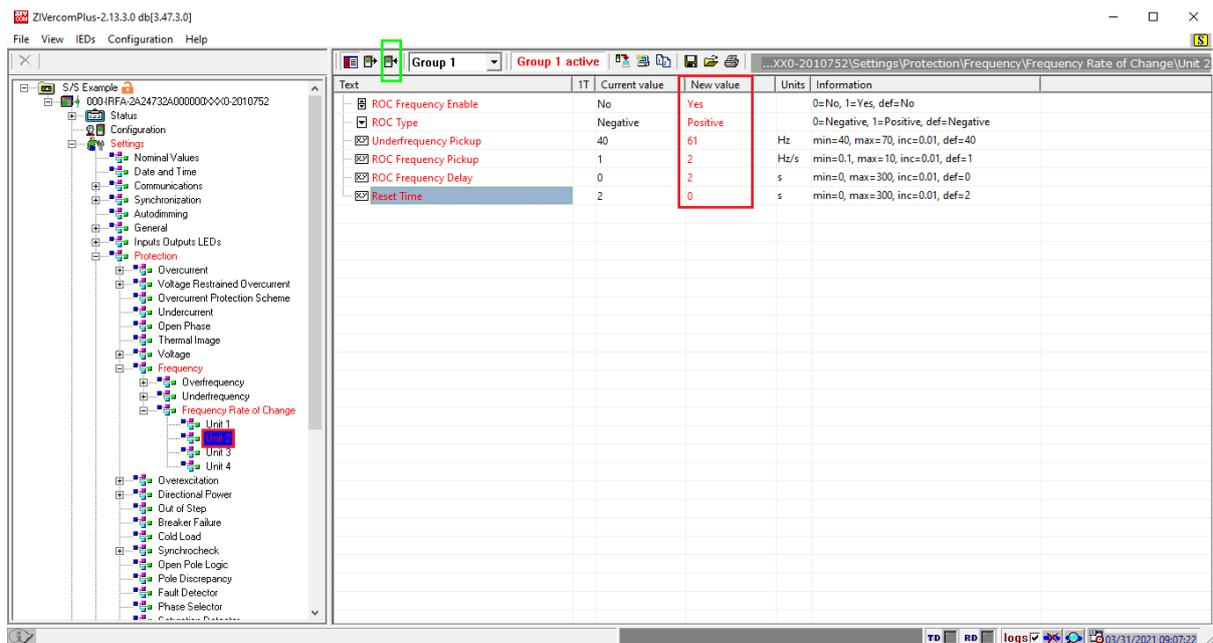 ZIVercomPlus-2.13.3.0 db[3.47.3.0]
File View IEDs Configuration Help
S
Group 1 Group 1 active ...XX0-2010752\Settings\Protection\Frequency\Frequency Rate of Change\Unit 2
S/S Example
000-IRFA-2A24732A000000XXX0-2010752
Status
Configuration
Settings
Nominal Values
Date and Time
Communications
Synchronization
Autodimming
General
Inputs Outputs LEDs
Protection
Overcurrent
Voltage Restrained Overcurrent
Overcurrent Protection Scheme
Undercurrent
Open Phase
Thermal Image
Voltage
Frequency
Overfrequency
Underfrequency
Frequency Rate of Change
Unit 1
Unit 2
Unit 3
Unit 4
Overexcitation
Directional Power
Out of Step
Breaker Failure
Cold Load
Synchrocheck
Open Pole Logic
Pole Discrepancy
Fault Detector
Phase Selector
Text 1T Current value New value Units Information
ROC Frequency Enable No Yes 0=No, 1=Yes, def=No
ROC Type Negative Positive 0=Negative, 1=Positive, def=Negative
Underfrequency Pickup 40 61 Hz min=40, max=70, inc=0.01, def=40
ROC Frequency Pickup 1 2 Hz/s min=0.1, max=10, inc=0.01, def=1
ROC Frequency Delay 0 2 s min=0, max=300, inc=0.01, def=0
Reset Time 2 0 s min=0, max=300, inc=0.01, def=2
TD RD logs 03/31/2021 09:07:22